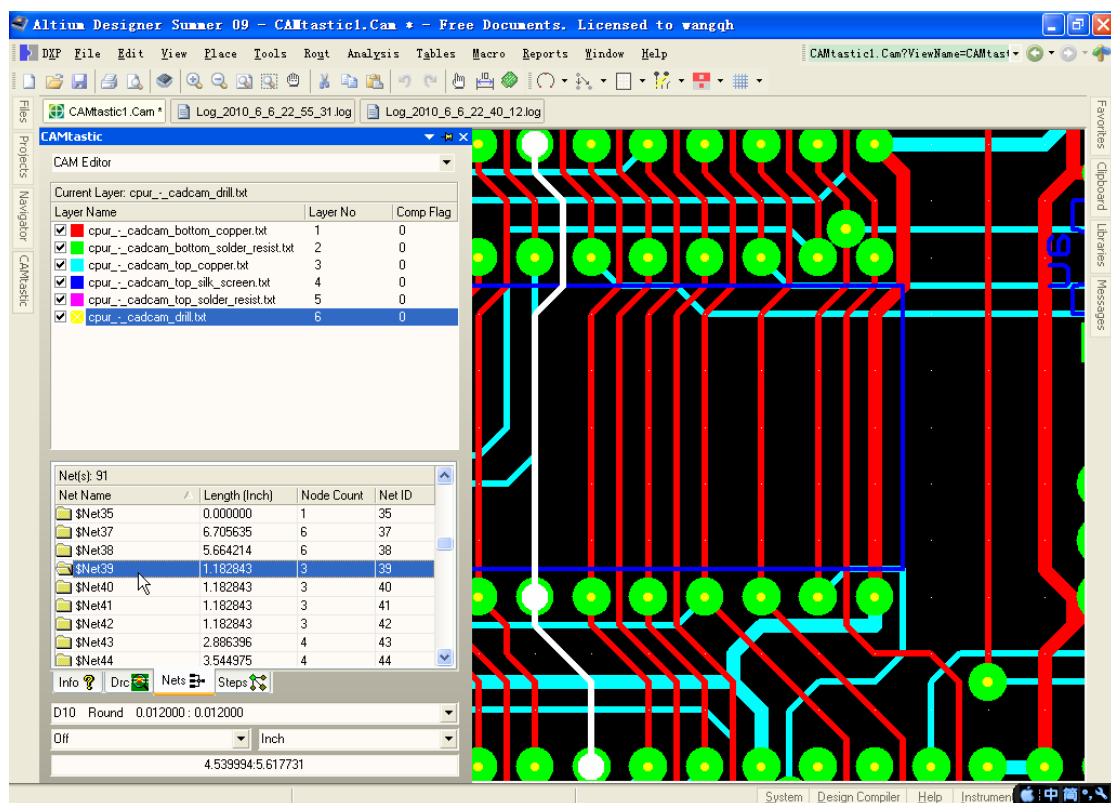 Altium Designer Summer 09 - CAMtastic1.Cam * - Free Documents. Licensed to wangqh
DXP File Edit View Place Tools Rout Analysis Tables Macro Reports Window Help
CAMtastic1.Cam?ViewName=CAMtast
CAMtastic1.Cam * Log_2010_6_6_22_55_31.log Log_2010_6_6_22_40_12.log
Files
Projects
Navigator
CAMtastic
CAMtastic
CAM Editor
Current Layer: cpur_-_cadcam_drill.txt
Layer Name Layer No Comp Flag
cpur_-_cadcam_bottom_copper.txt 1 0
cpur_-_cadcam_bottom_solder_resist.txt 2 0
cpur_-_cadcam_top_copper.txt 3 0
cpur_-_cadcam_top_silk_screen.txt 4 0
cpur_-_cadcam_top_solder_resist.txt 5 0
cpur_-_cadcam_drill.txt 6 0
Net(s): 91
Net Name Length (Inch) Node Count Net ID
$Net35 0.000000 1 35
$Net37 6.705635 6 37
$Net38 5.664214 6 38
$Net39 1.182843 3 39
$Net40 1.182843 3 40
$Net41 1.182843 3 41
$Net42 1.182843 3 42
$Net43 2.886396 4 43
$Net44 3.544975 4 44
Info Drc Nets Steps
D10 Round 0.012000 : 0.012000
Off Inch
4.539994:5.617731
Favorites
Clipboard
Libraries
Messages
System Design Compiler Help Instrumen
中 简